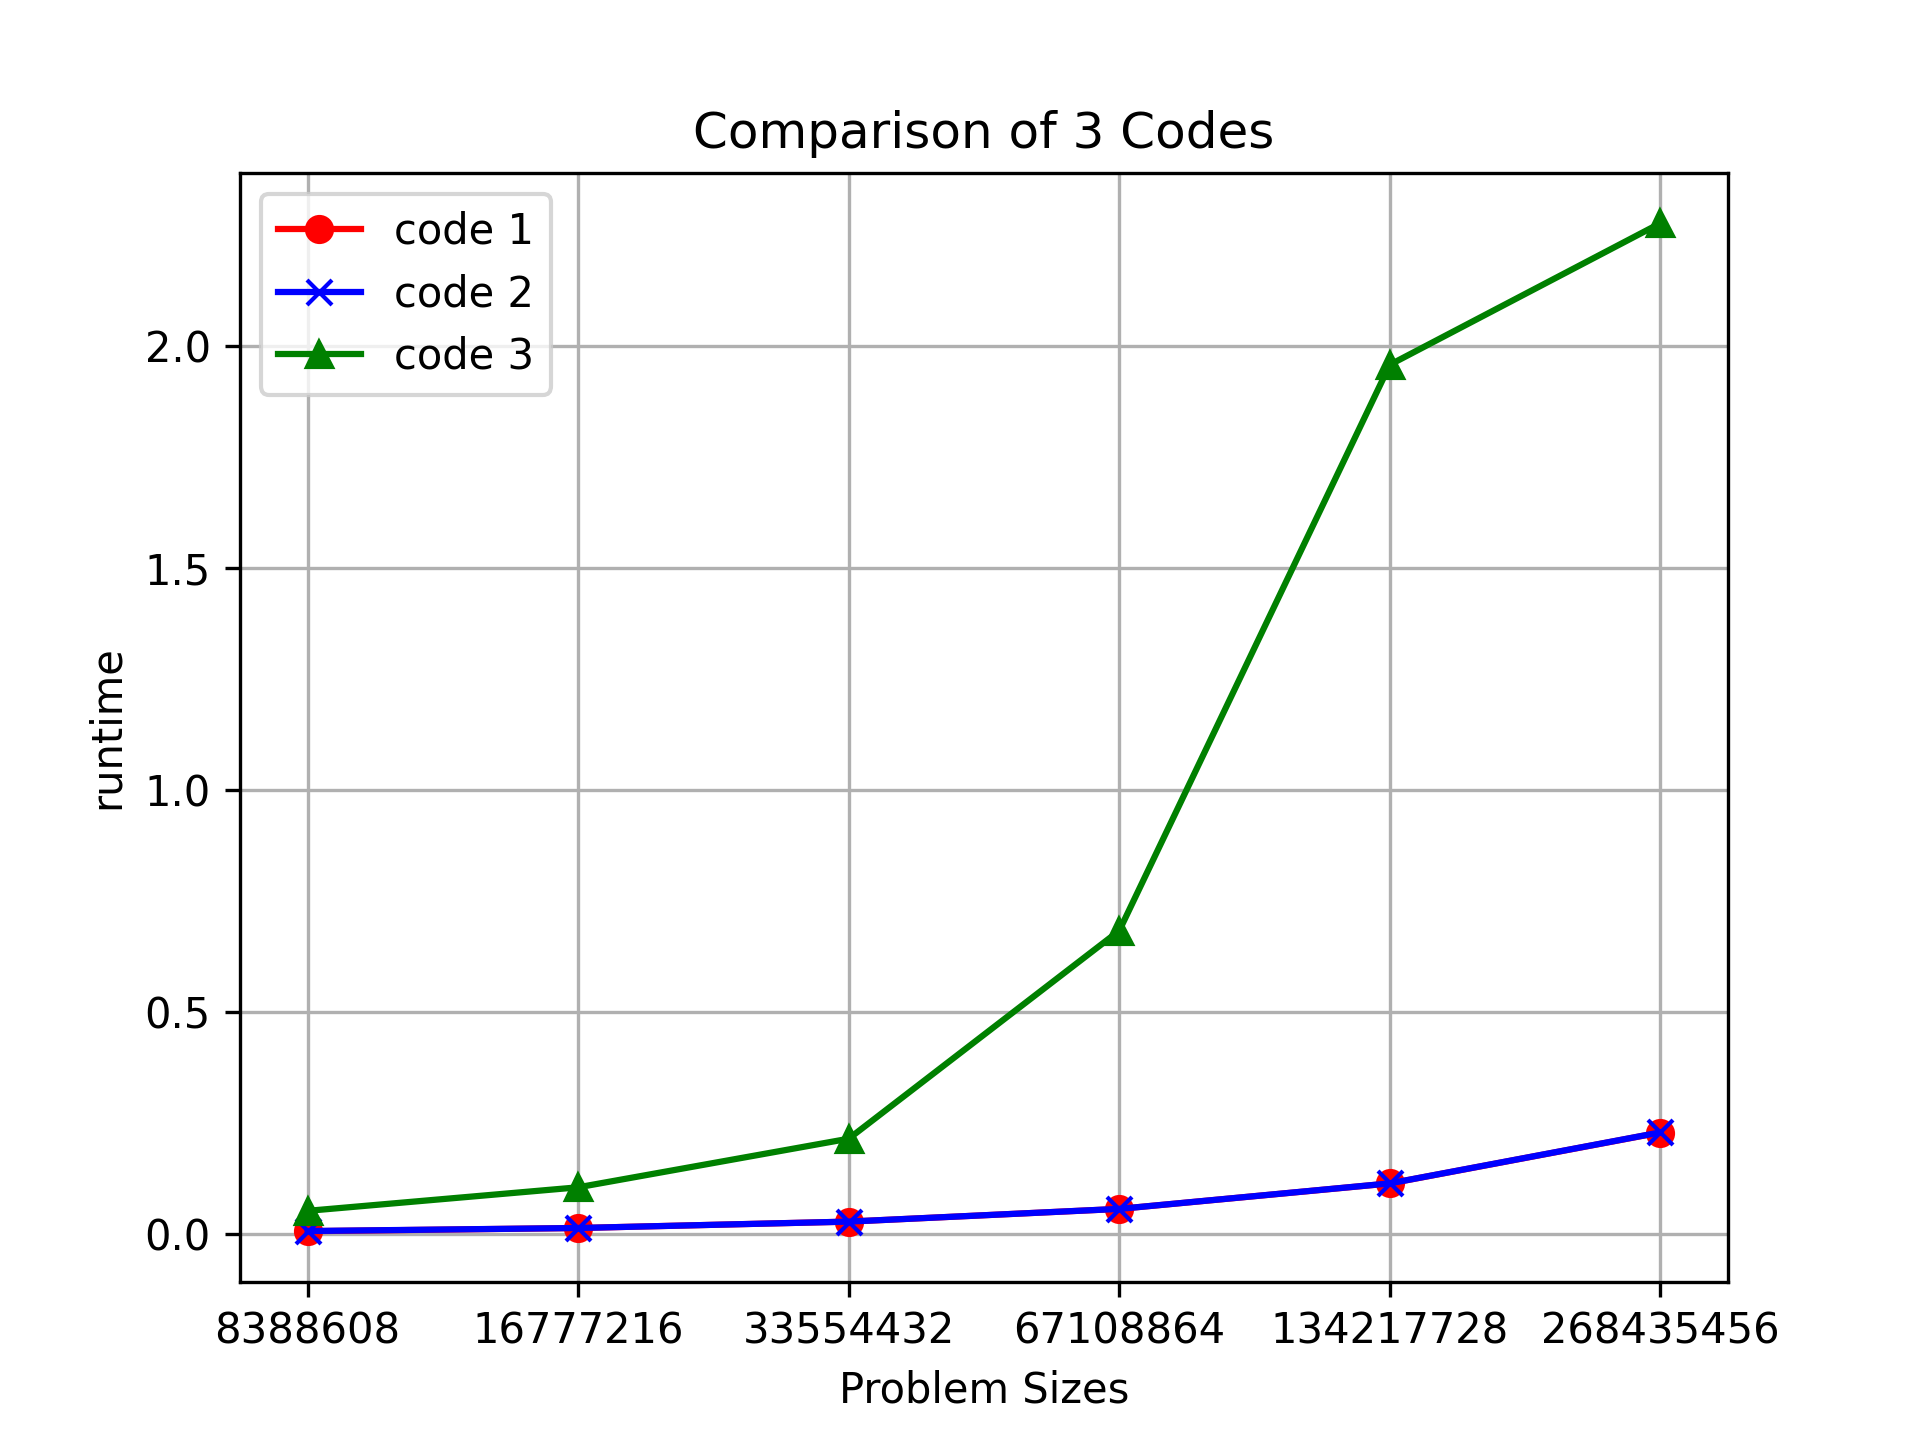 Comparison of 3 Codes
code 1
code 2
code 3
2.0
1.5
1.0
0.5
0.0
runtime
8388608 16777216 33554432 67108864 134217728 268435456
Problem Sizes